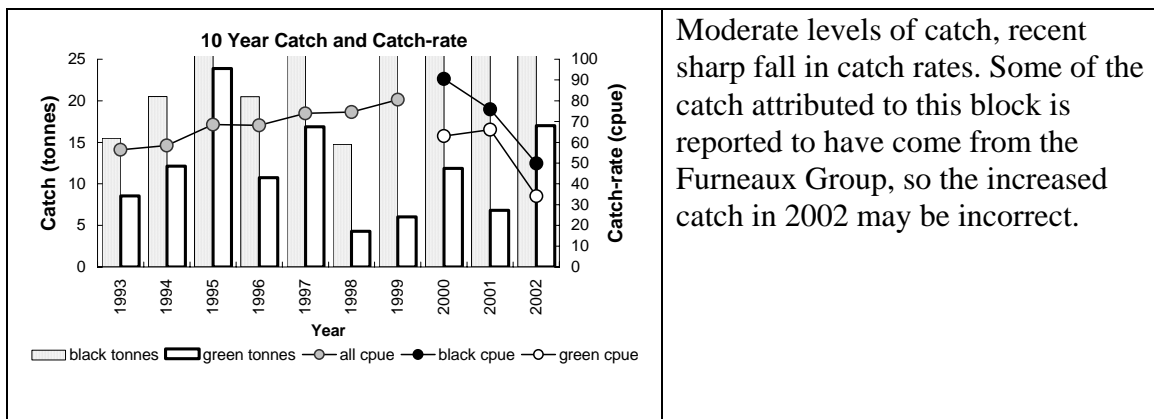 10 Year Catch and Catch-rate
25
20
15
10
5
0
Catch (tonnes)
100
90
80
70
60
50
40
30
20
10
0
Catch-rate (cpue)
1993
1994
1995
1996
1997
1998
1999
2000
2001
2002
Year
black tonnes green tonnes all cpue black cpue green cpue
Moderate levels of catch, recent
sharp fall in catch rates. Some of the
catch attributed to this block is
reported to have come from the
Furneaux Group, so the increased
catch in 2002 may be incorrect.